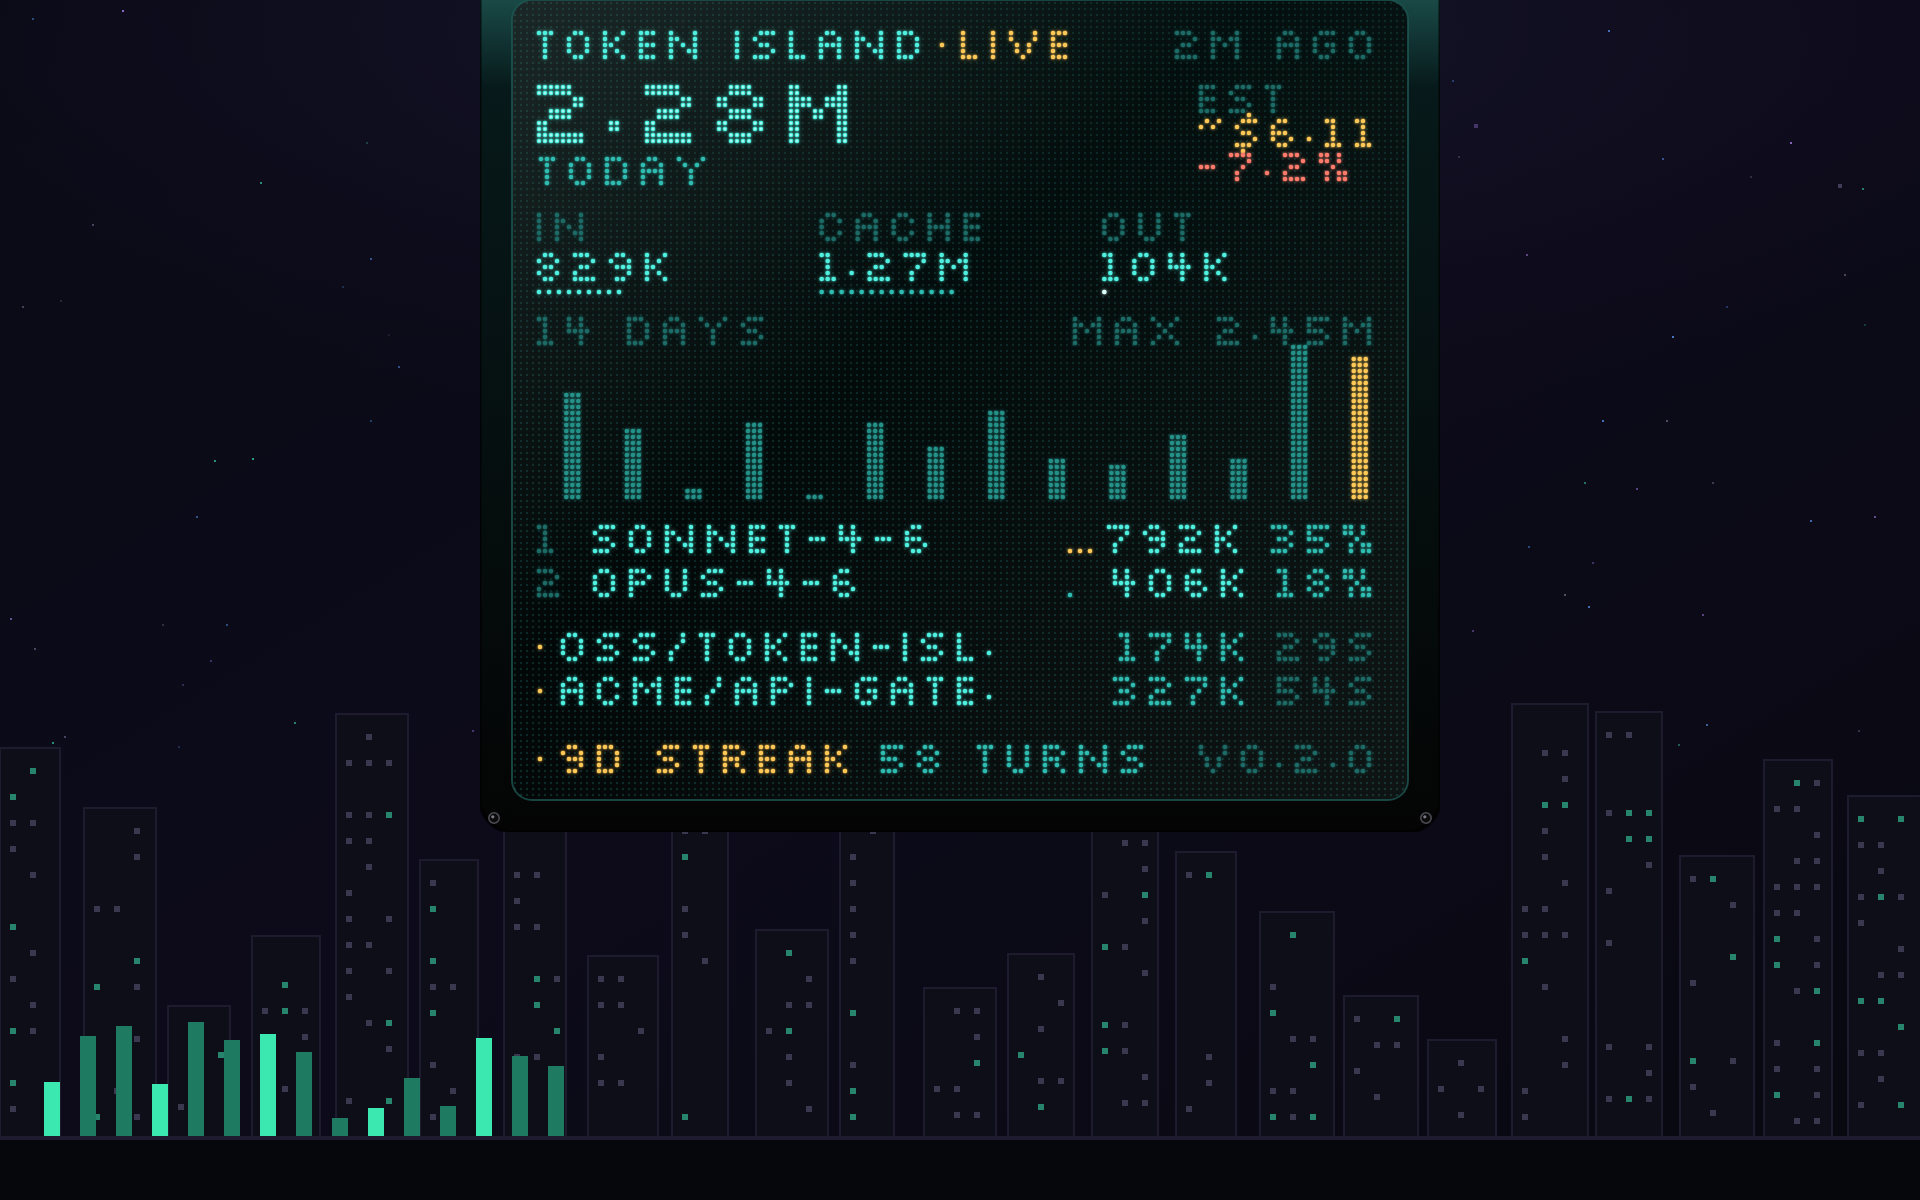 TOKEN ISLAND ·LIVE 2M AGO
2.28M
EST
~$6.11
TODAY
-7.2%
IN CACHE OUT
829K 1.27M 104K
14 DAYS MAX 2.45M
1 SONNET-4-6 …792K 35%
2 OPUS-4-6 .406K 18%
·OSS/TOKEN-ISL. 174K 29S
·ACME/API-GATE. 327K 54S
·9D STREAK 58 TURNS V0.2.0